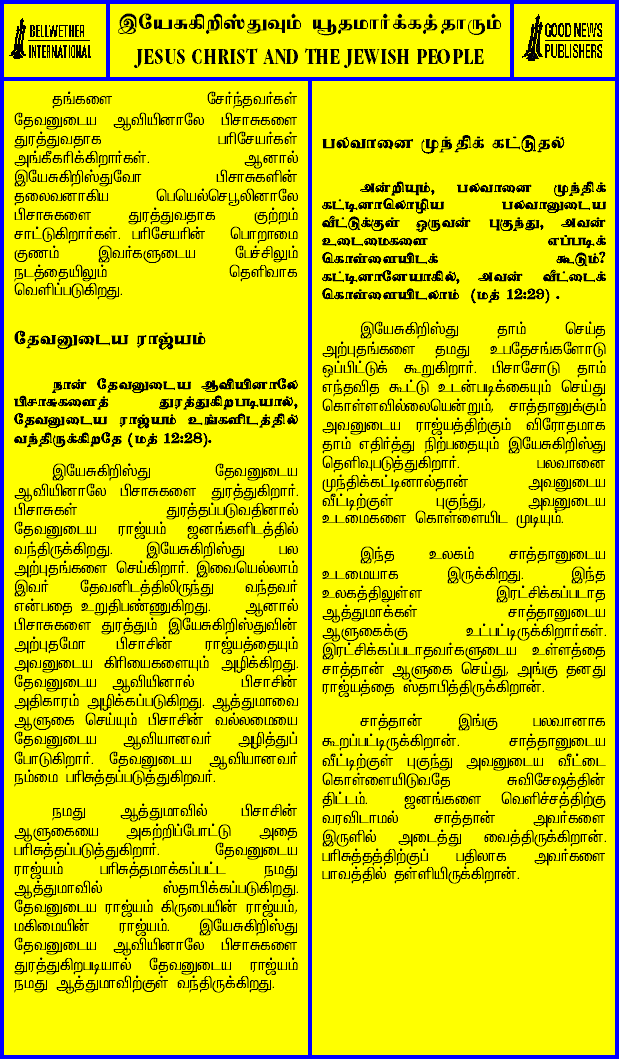 BELLWETHER
INTERNATIONAL
இயேசுகிறிஸ்துவும் யூதமார்க்கத்தாரும்
JESUS CHRIST AND THE JEWISH PEOPLE
GOOD NEWS
PUBLISHERS
தங்களை சேர்ந்தவர்கள்
தேவனுடைய ஆவியினாலே பிசாசுகளை
துரத்துவதாக பரிசேயர்கள்
அங்கீகரிக்கிறார்கள். ஆனால்
இயேசுகிறிஸ்துவோ பிசாசுகளின்
தலைவனாகிய பெயெல்செபூலினாலே
பிசாசுகளை துரத்துவதாக குற்றம்
சாட்டுகிறார்கள். பரிசேயரின் பொறாமை
குணம் இவர்களுடைய பேச்சிலும்
நடத்தையிலும் தெளிவாக
வெளிப்படுகிறது.
தேவனுடைய ராஜ்யம்
நான் தேவனுடைய ஆவியினாலே
பிசாசுகளைத் துரத்துகிறபடியால்,
தேவனுடைய ராஜ்யம் உங்களிடத்தில்
வந்திருக்கிறதே (மத் 12:28).
இயேசுகிறிஸ்து தேவனுடைய
ஆவியினாலே பிசாசுகளை துரத்துகிறார்.
பிசாசுகள் துரத்தப்படுவதினால்
தேவனுடைய ராஜ்யம் ஜனங்களிடத்தில்
வந்திருக்கிறது. இயேசுகிறிஸ்து பல
அற்புதங்களை செய்கிறார். இவையெல்லாம்
இவர் தேவனிடத்திலிருந்து வந்தவர்
என்பதை உறுதிபண்ணுகிறது. ஆனால்
பிசாசுகளை துரத்தும் இயேசுகிறிஸ்துவின்
அற்புதமோ பிசாசின் ராஜ்யத்தையும்
அவனுடைய கிரியைகளையும் அழிக்கிறது.
தேவனுடைய ஆவியினால் பிசாசின்
அதிகாரம் அழிக்கப்படுகிறது. ஆத்துமாவை
ஆளுகை செய்யும் பிசாசின் வல்லமையை
தேவனுடைய ஆவியானவர் அழித்துப்
போடுகிறார். தேவனுடைய ஆவியானவர்
நம்மை பரிசுத்தப்படுத்துகிறவர்.
நமது ஆத்துமாவில் பிசாசின்
ஆளுகையை அகற்றிப்போட்டு அதை
பரிசுத்தப்படுத்துகிறார். தேவனுடைய
ராஜ்யம் பரிசுத்தமாக்கப்பட்ட நமது
ஆத்துமாவில் ஸ்தாபிக்கப்படுகிறது.
தேவனுடைய ராஜ்யம் கிருபையின் ராஜ்யம்,
மகிமையின் ராஜ்யம். இயேசுகிறிஸ்து
தேவனுடைய ஆவியினாலே பிசாசுகளை
துரத்துகிறபடியால் தேவனுடைய ராஜ்யம்
நமது ஆத்துமாவிற்குள் வந்திருக்கிறது.
பலவானை முந்திக் கட்டுதல்
அன்றியும், பலவானை முந்திக்
கட்டினாலொழிய பலவானுடைய
வீட்டுக்குள் ஒருவன் புகுந்து, அவன்
உடைமைகளை எப்படிக்
கொள்ளையிடக் கூடும்?
கட்டினானேயாகில், அவன் வீட்டைக்
கொள்ளையிடலாம் (மத் 12:29) .
இயேசுகிறிஸ்து தாம் செய்த
அற்புதங்களை தமது உபதேசங்களோடு
ஒப்பிட்டுக் கூறுகிறார். பிசாசோடு தாம்
எந்தவித கூட்டு உடன்படிக்கையும் செய்து
கொள்ளவில்லையென்றும், சாத்தானுக்கும்
அவனுடைய ராஜ்யத்திற்கும் விரோதமாக
தாம் எதிர்த்து நிற்பதையும் இயேசுகிறிஸ்து
தெளிவுபடுத்துகிறார். பலவானை
முந்திக்கட்டினால்தான் அவனுடைய
வீட்டிற்குள் புகுந்து, அவனுடைய
உடமைகளை கொள்ளையிட முடியும்.
இந்த உலகம் சாத்தானுடைய
உடமையாக இருக்கிறது. இந்த
உலகத்திலுள்ள இரட்சிக்கப்படாத
ஆத்துமாக்கள் சாத்தானுடைய
ஆளுகைக்கு உட்பட்டிருக்கிறார்கள்.
இரட்சிக்கப்படாதவர்களுடைய உள்ளத்தை
சாத்தான் ஆளுகை செய்து, அங்கு தனது
ராஜ்யத்தை ஸ்தாபித்திருக்கிறான்.
சாத்தான் இங்கு பலவானாக
கூறப்பட்டிருக்கிறான். சாத்தானுடைய
வீட்டிற்குள் புகுந்து அவனுடைய வீட்டை
கொள்ளையிடுவதே சுவிசேஷத்தின்
திட்டம். ஜனங்களை வெளிச்சத்திற்கு
வரவிடாமல் சாத்தான் அவர்களை
இருளில் அடைத்து வைத்திருக்கிறான்.
பரிசுத்தத்திற்குப் பதிலாக அவர்களை
பாவத்தில் தள்ளியிருக்கிறான்.